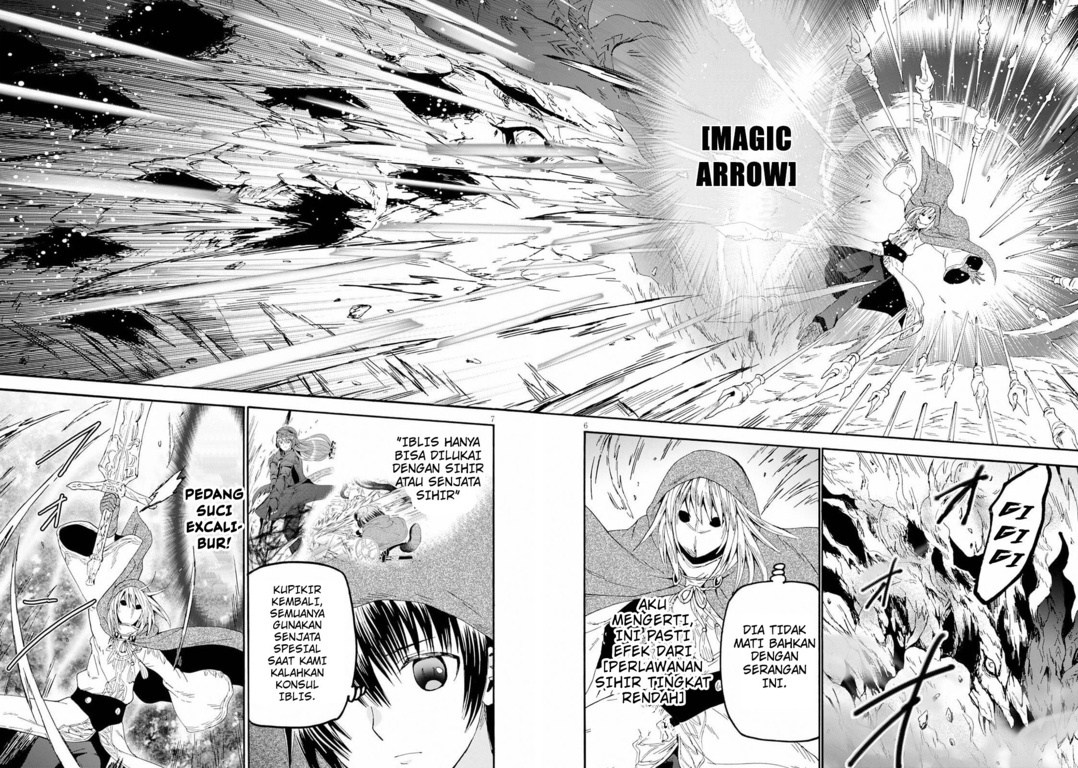 [MAGIC
ARROW]
GI
GI
GI
DIA TIDAK
MATI BAHKAN
DENGAN
SERANGAN
INI.
AKU
MENGERTI,
INI PASTI
EFEK DARI
[PERLAWANAN
SIHIR TINGKAT
RENDAH]
6
7
"IBLIS HANYA
BISA DILUKAI
DENGAN SIHIR
ATAU SENJATA
SIHIR"
KUPIKIR
KEMBALI,
SEMUANYA
GUNAKAN
SENJATA
SPESIAL
SAAT KAMI
KALAHKAN
KONSUL
IBLIS.
PEDANG
SUCI
EXCALI-
BUR!